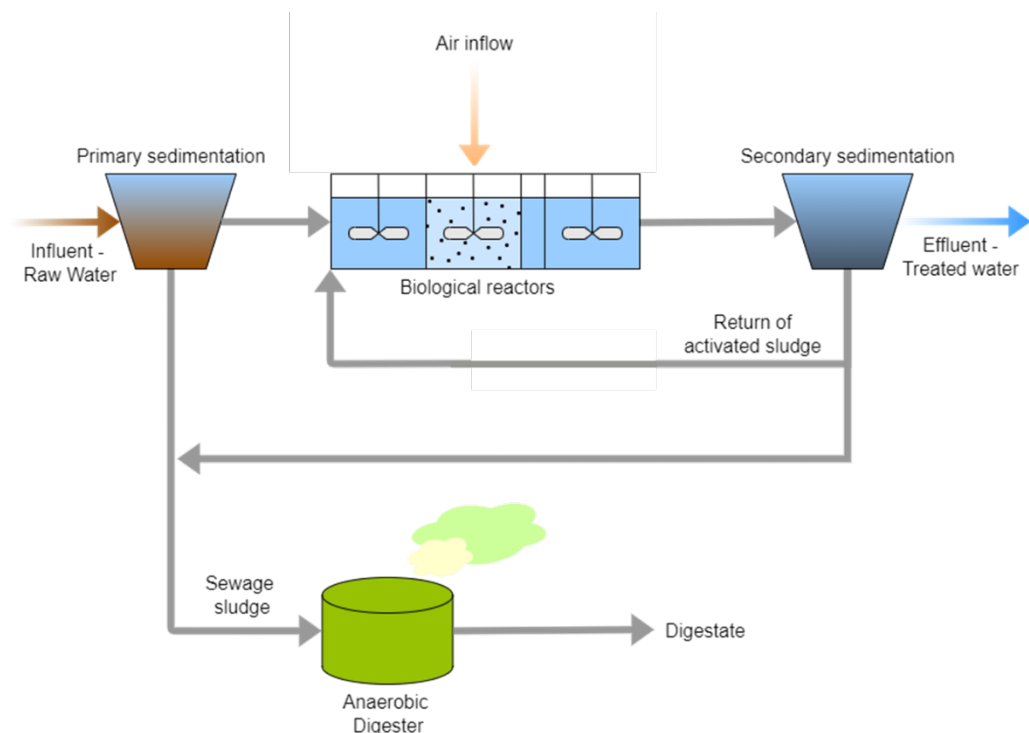 Air inflow
Primary sedimentation
Secondary sedimentation
Influent -
Raw Water
Effluent -
Treated water
Biological reactors
Return of
activated sludge
Sewage
sludge
Digestate
Anaerobic
Digester